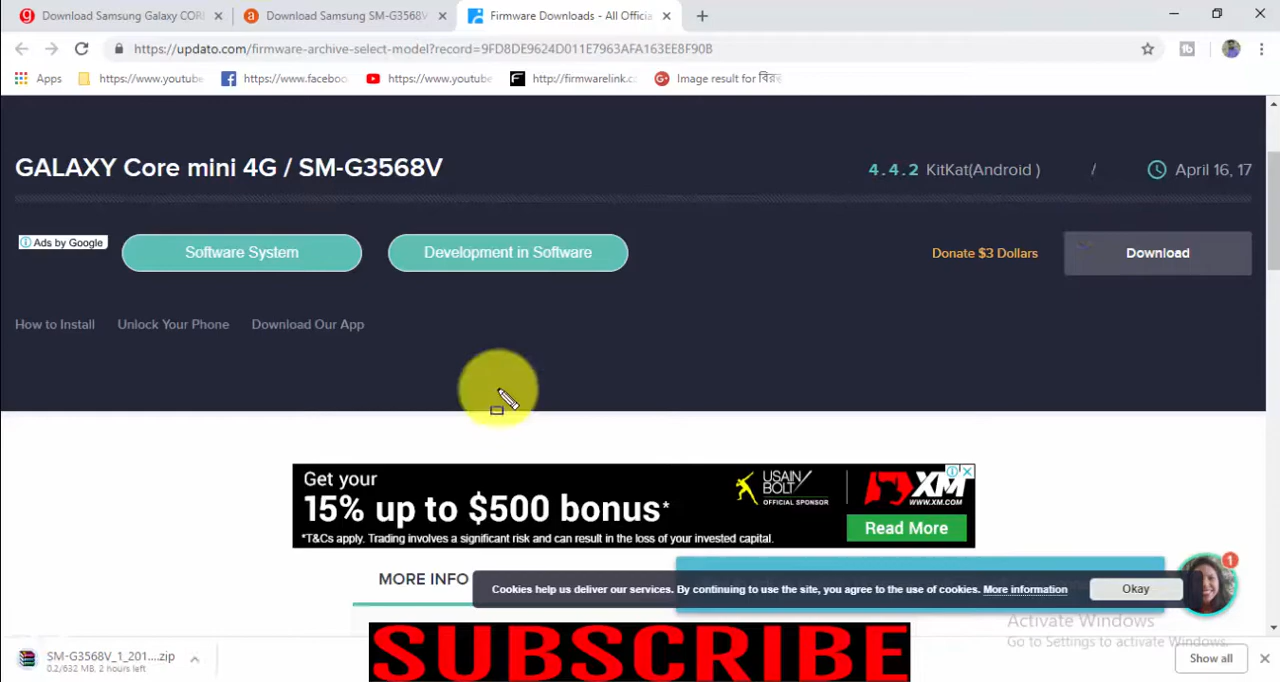 Download Samsung Galaxy COR
Download Samsung SM-G3568V
Firmware Downloads - All Officia
https://updato.com/firmware-archive-select-model?record=9FD8DE9624D011E7963AFA163EE8F90B
Apps
https://www.youtube
https://www.faceboo
https://www.youtube
http://firmwarelink.c
Image result for বির
GALAXY Core mini 4G / SM-G3568V
4.4.2 KitKat(Android ) / April 16, 17
Ads by Google
Software System
Development in Software
Donate $3 Dollars
Download
How to Install
Unlock Your Phone
Download Our App
Get your
15% up to $500 bonus*
*T&Cs apply. Trading involves a significant risk and can result in the loss of your invested capital.
USAIN
BOLT
OFFICIAL SPONSOR
XM
WWW.XM.COM
Read More
1
MORE INFO
Cookies help us deliver our services. By continuing to use the site, you agree to the use of cookies. More information
Okay
Activate Windows
Go to Settings to activate Windows.
SM-G3568V_1_201....zip
0.2/632 MB, 2 hours left
SUBSCRIBE
Show all